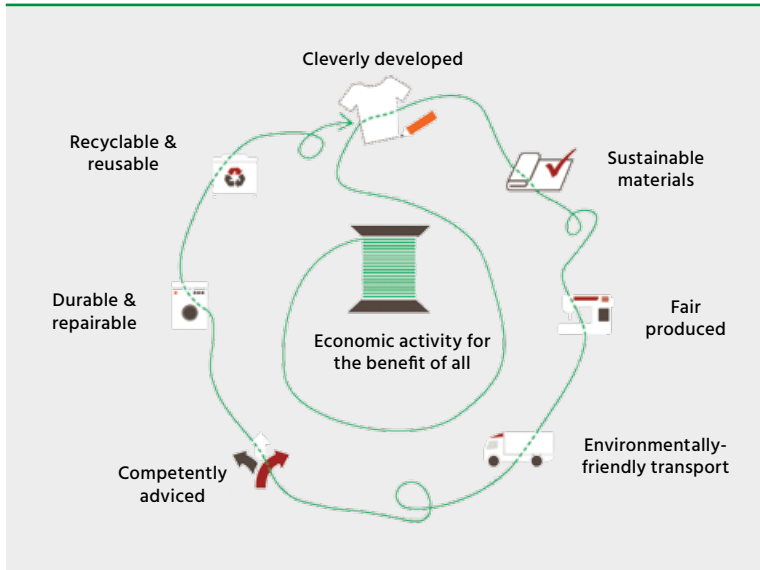 Cleverly developed
Sustainable
materials
Fair
produced
Environmentally-
friendly transport
Competently
adviced
Durable &
repairable
Recyclable &
reusable
Economic activity for
the benefit of all